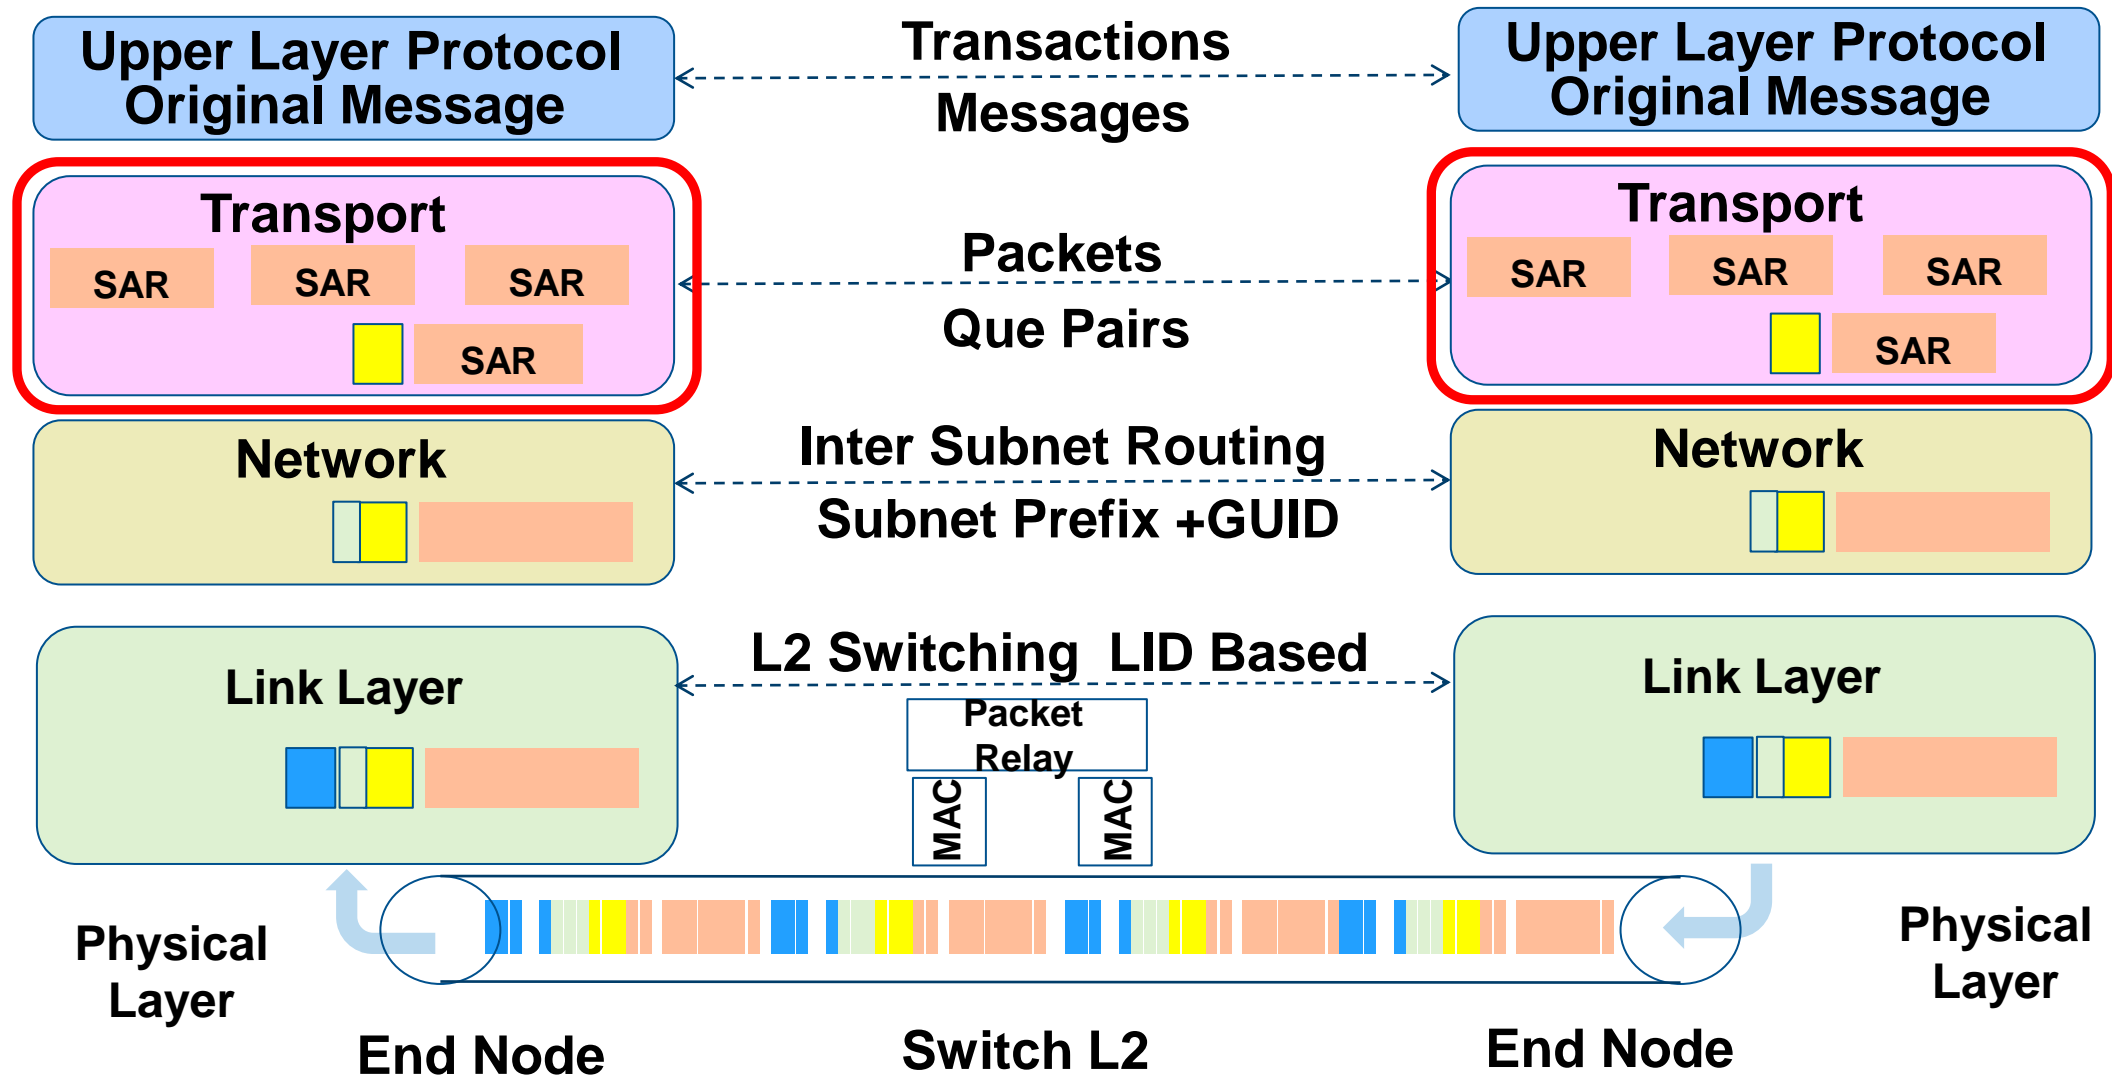 Upper Layer Protocol
Original Message
Transactions
Messages
Upper Layer Protocol
Original Message
Transport
SAR
SAR
SAR
SAR
Packets
Que Pairs
Transport
SAR
SAR
SAR
SAR
Network
Inter Subnet Routing
Subnet Prefix +GUID
Network
Link Layer
L2 Switching LID Based
Packet
Relay
MAC
MAC
Link Layer
Physical
Layer
Physical
Layer
End Node
Switch L2
End Node